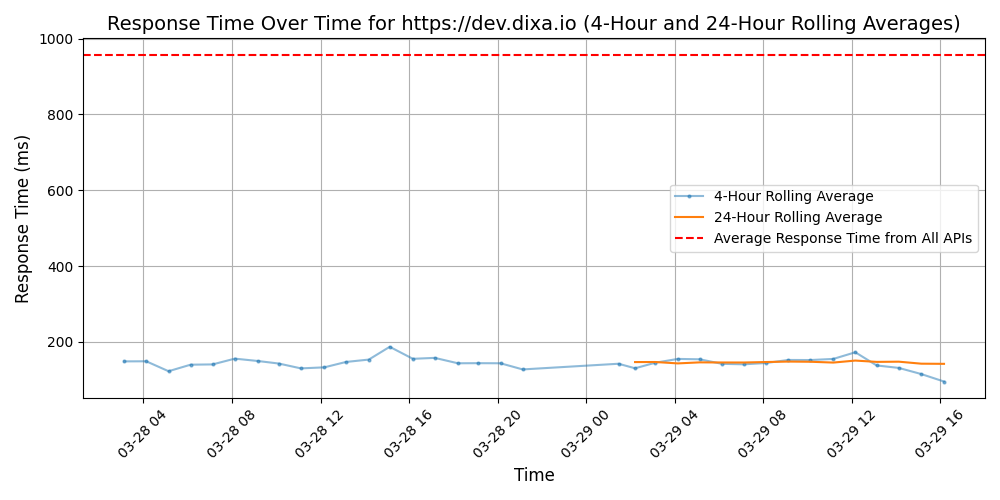 Response Time Over Time for https://dev.dixa.io (4-Hour and 24-Hour Rolling Averages)
Response Time (ms)
1000
800
600
400
200
4-Hour Rolling Average
24-Hour Rolling Average
Average Response Time from All APIs
03-28 04
03-28 08
03-28 12
03-28 16
03-28 20
03-29 00
03-29 04
03-29 08
03-29 12
03-29 16
Time